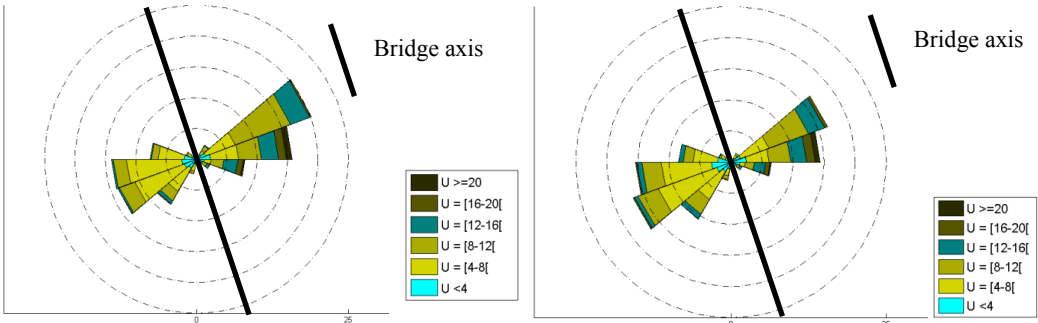 Bridge axis
U >=20
U = [16-20[
U = [12-16[
U = [8-12[
U = [4-8[
U <4
0
25
Bridge axis
U >=20
U = [16-20[
U = [12-16[
U = [8-12[
U = [4-8[
U <4
0
25